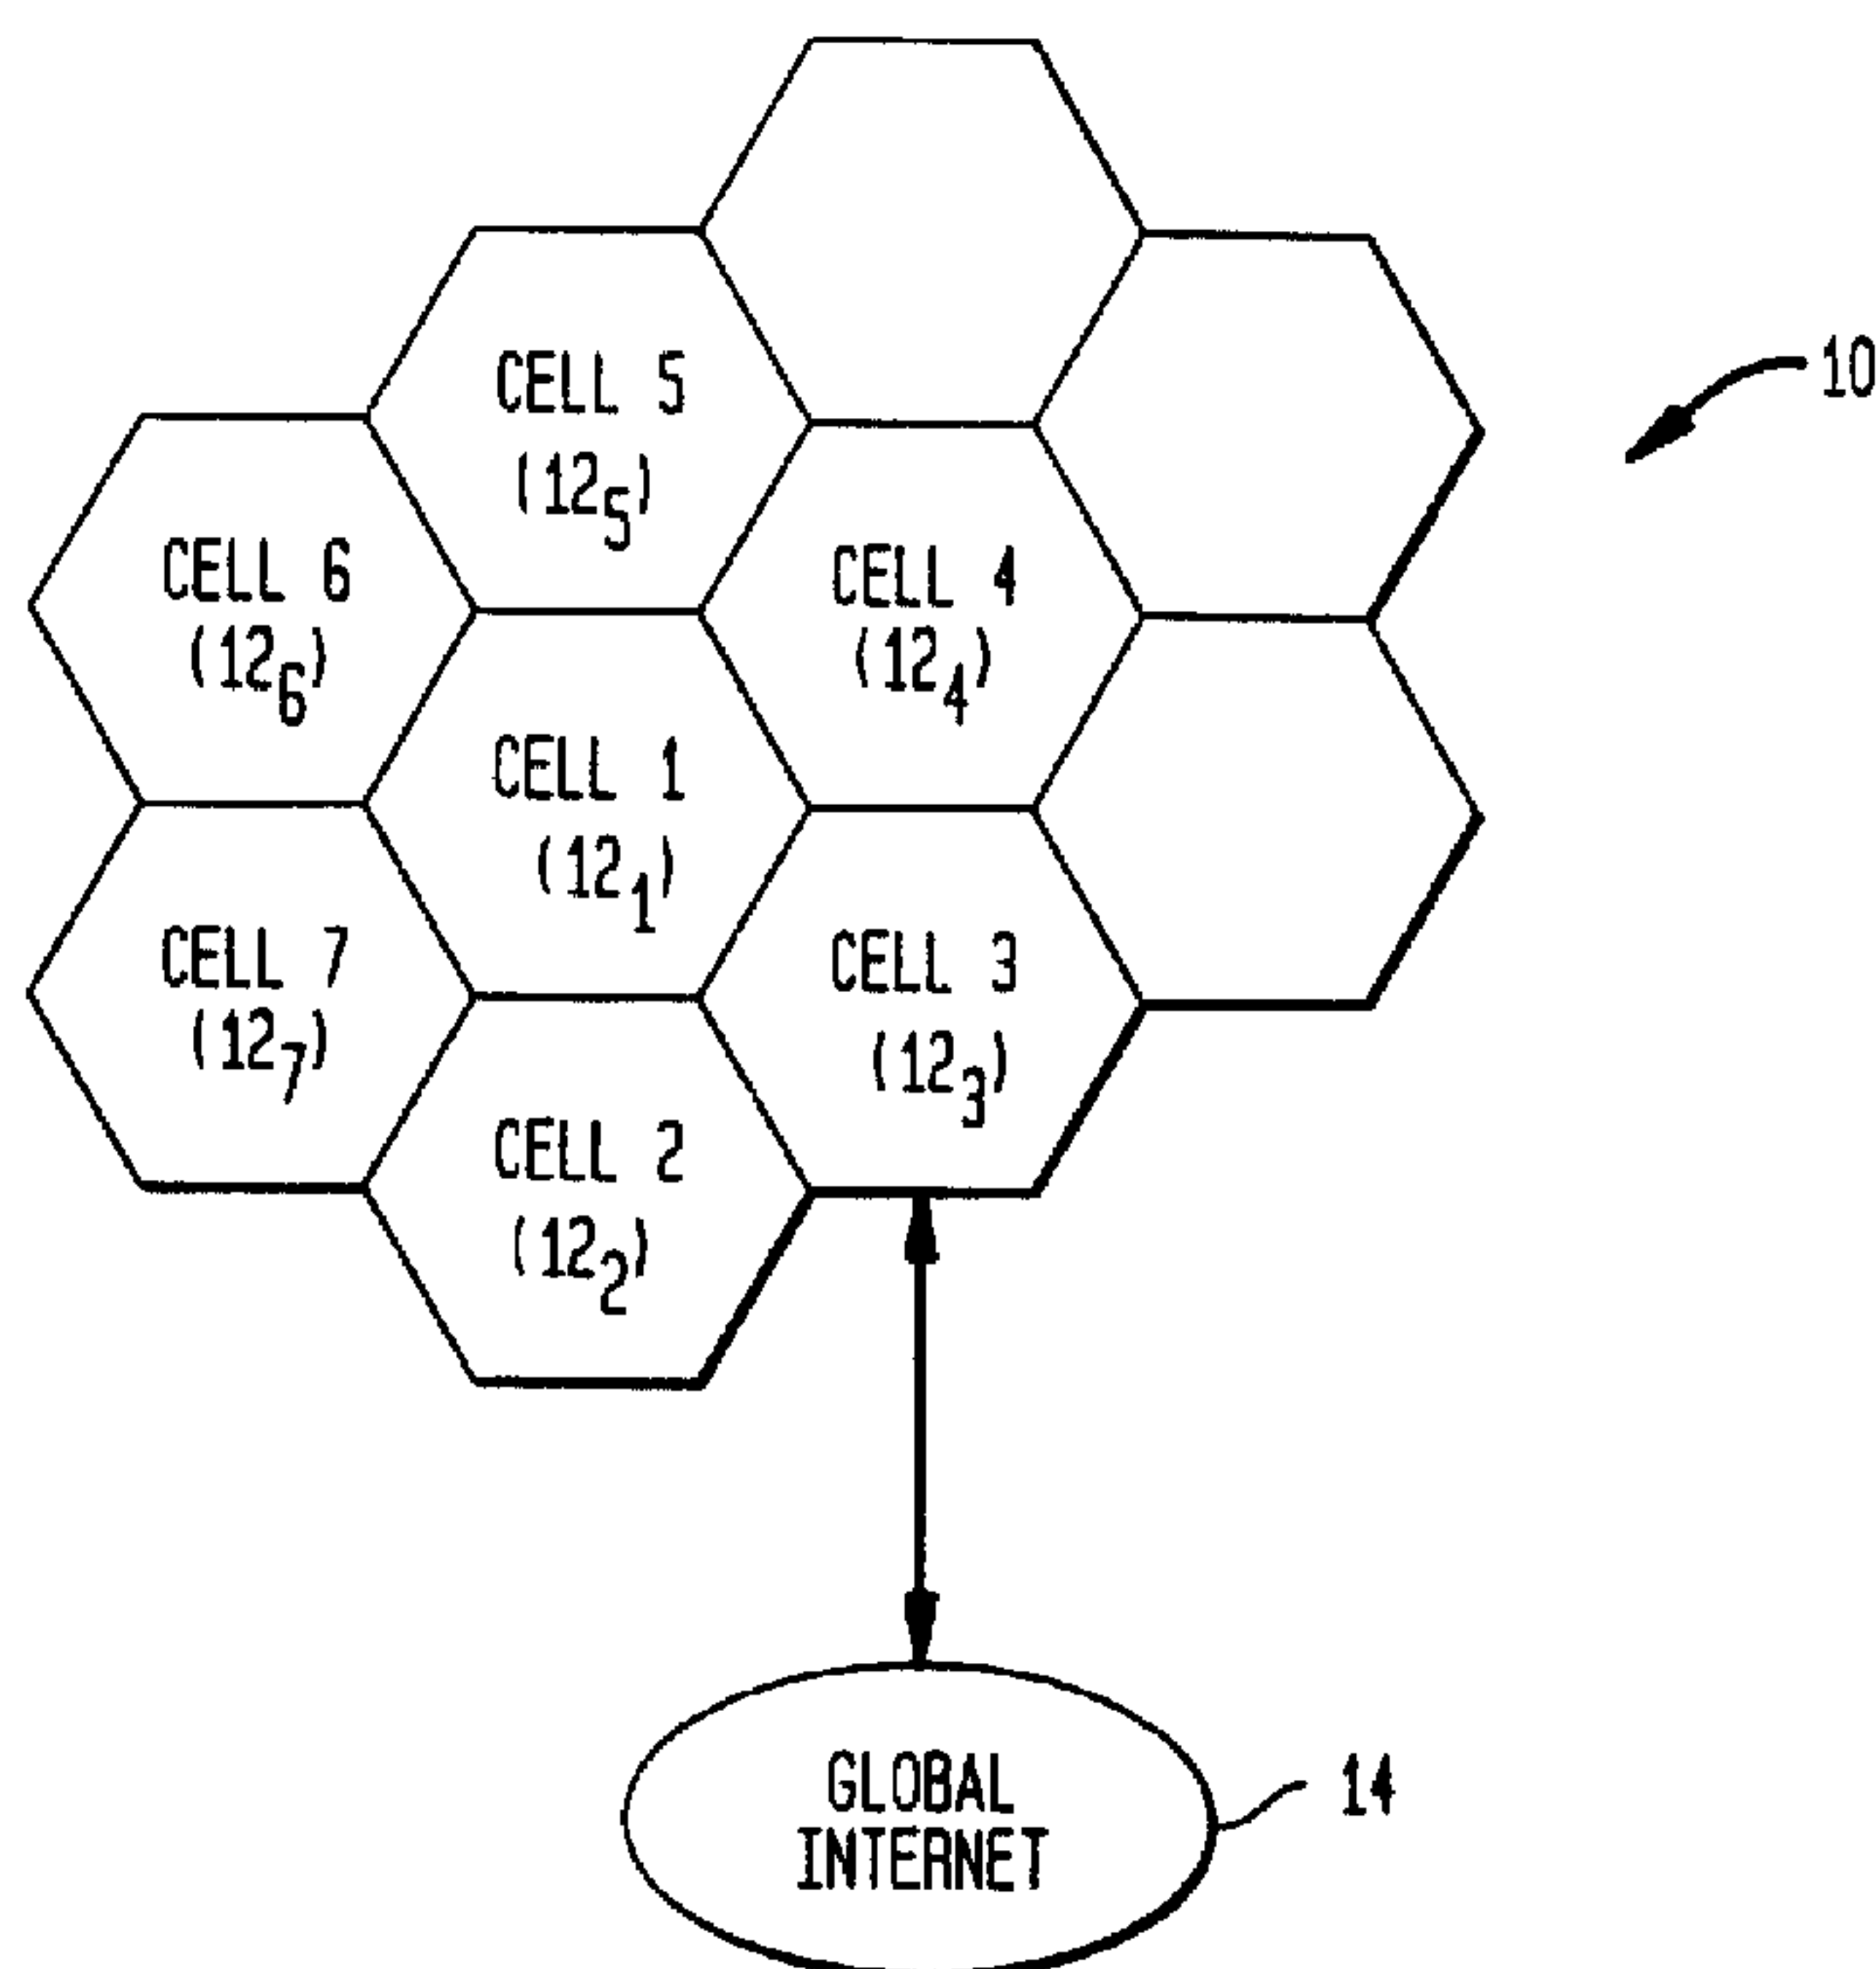 10
CELL 5
(12₅)
CELL 6
(12₆)
CELL 4
(12₄)
CELL 1
(12₁)
CELL 7
(12₇)
CELL 3
(12₃)
CELL 2
(12₂)
GLOBAL
INTERNET
14